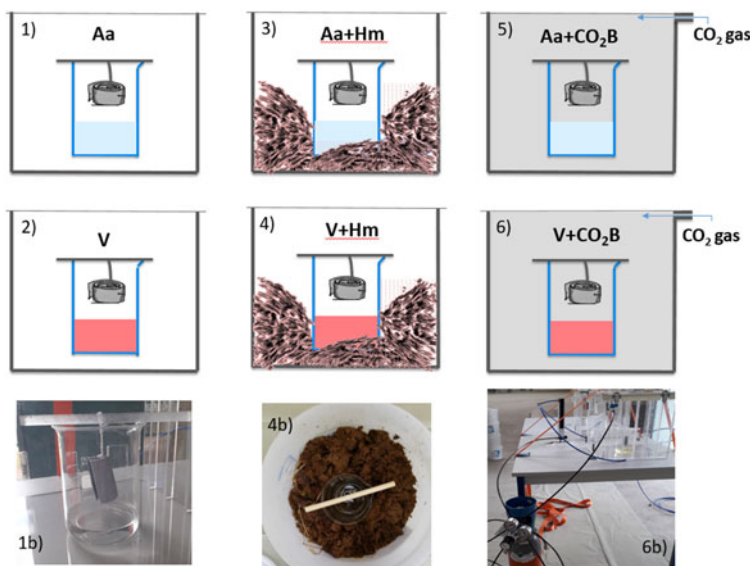 1)
Aa
3)
Aa+Hm
5)
Aa+CO₂B
CO₂ gas
2)
V
4)
V+Hm
6)
V+CO₂B
CO₂ gas
1b)
4b)
6b)